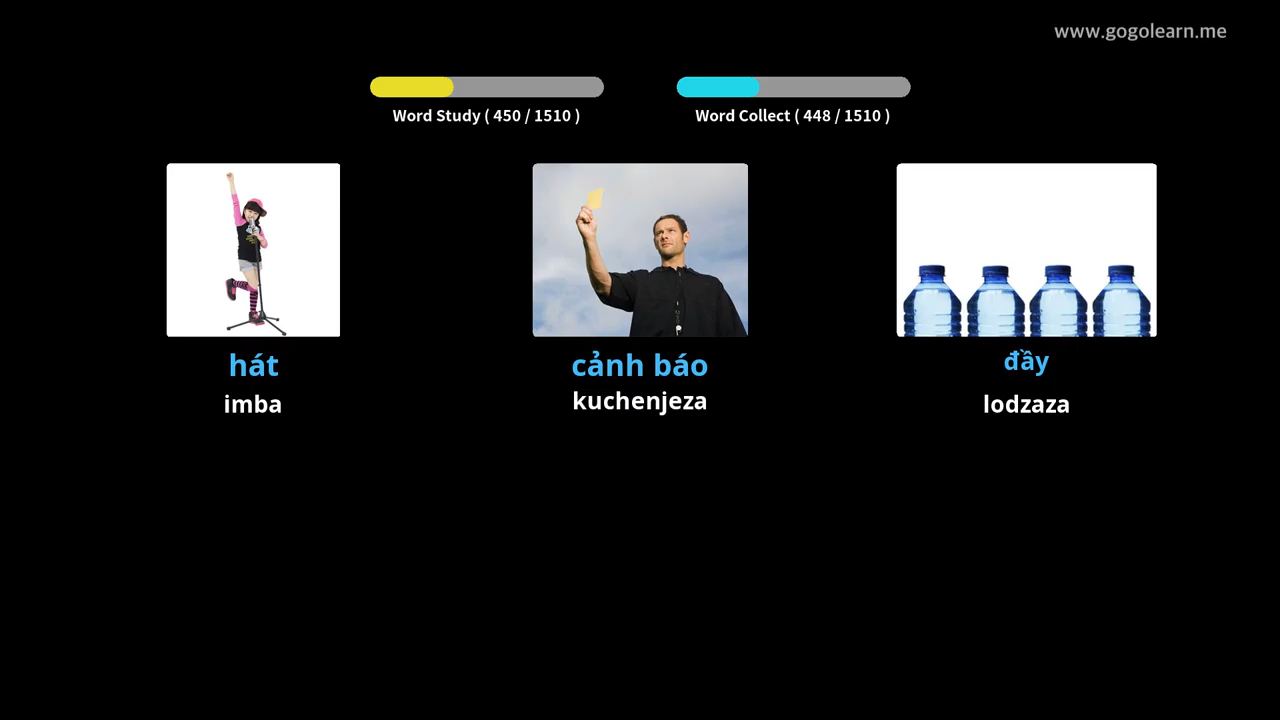 www.gogolearn.me
Word Study ( 450 / 1510 )
Word Collect ( 448 / 1510 )
hát
imba
cảnh báo
kuchenjeza
đầy
lodzaza